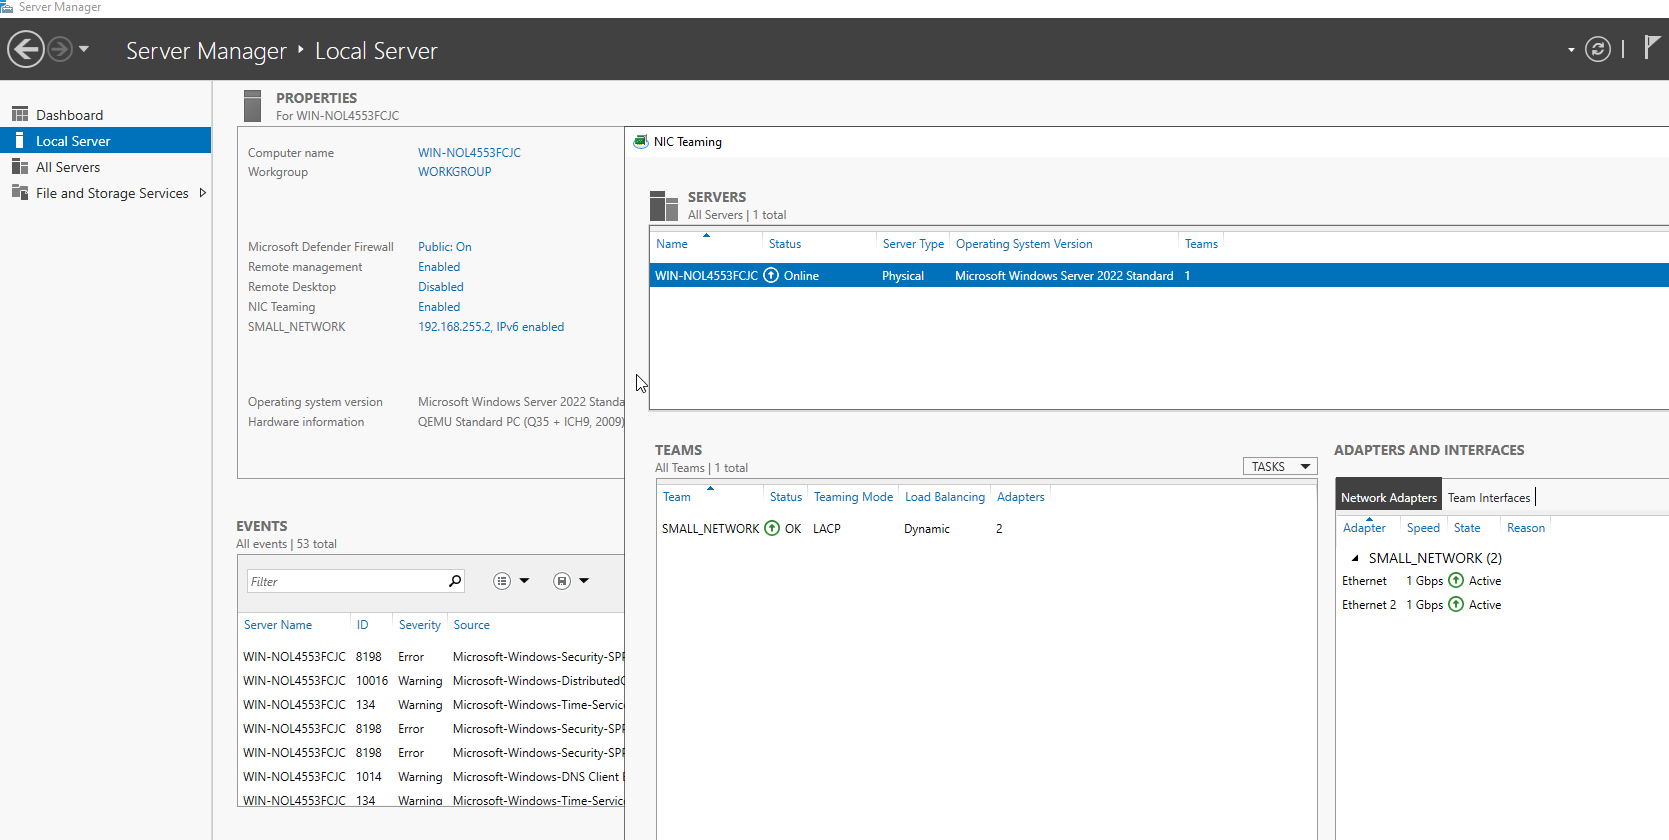 Server Manager
Server Manager ‣ Local Server
Dashboard
Local Server
All Servers
File and Storage Services
PROPERTIES
For WIN-NOL4553FCJC
Computer name WIN-NOL4553FCJC
Workgroup WORKGROUP
Microsoft Defender Firewall Public: On
Remote management Enabled
Remote Desktop Disabled
NIC Teaming Enabled
SMALL_NETWORK 192.168.255.2, IPv6 enabled
Operating system version Microsoft Windows Server 2022 Standa
Hardware information QEMU Standard PC (Q35 + ICH9, 2009)
EVENTS
All events | 53 total
Filter
Server Name ID Severity Source
WIN-NOL4553FCJC 8198 Error Microsoft-Windows-Security-SPP
WIN-NOL4553FCJC 10016 Warning Microsoft-Windows-DistributedC
WIN-NOL4553FCJC 134 Warning Microsoft-Windows-Time-Servic
WIN-NOL4553FCJC 8198 Error Microsoft-Windows-Security-SPP
WIN-NOL4553FCJC 8198 Error Microsoft-Windows-Security-SPP
WIN-NOL4553FCJC 1014 Warning Microsoft-Windows-DNS Client E
WIN-NOL4553FCJC 134 Warning Microsoft-Windows-Time-Servic
NIC Teaming
SERVERS
All Servers | 1 total
Name Status Server Type Operating System Version Teams
WIN-NOL4553FCJC Online Physical Microsoft Windows Server 2022 Standard 1
TEAMS
All Teams | 1 total
TASKS
Team Status Teaming Mode Load Balancing Adapters
SMALL_NETWORK OK LACP Dynamic 2
ADAPTERS AND INTERFACES
Network Adapters Team Interfaces
Adapter Speed State Reason
SMALL_NETWORK (2)
Ethernet 1 Gbps Active
Ethernet 2 1 Gbps Active